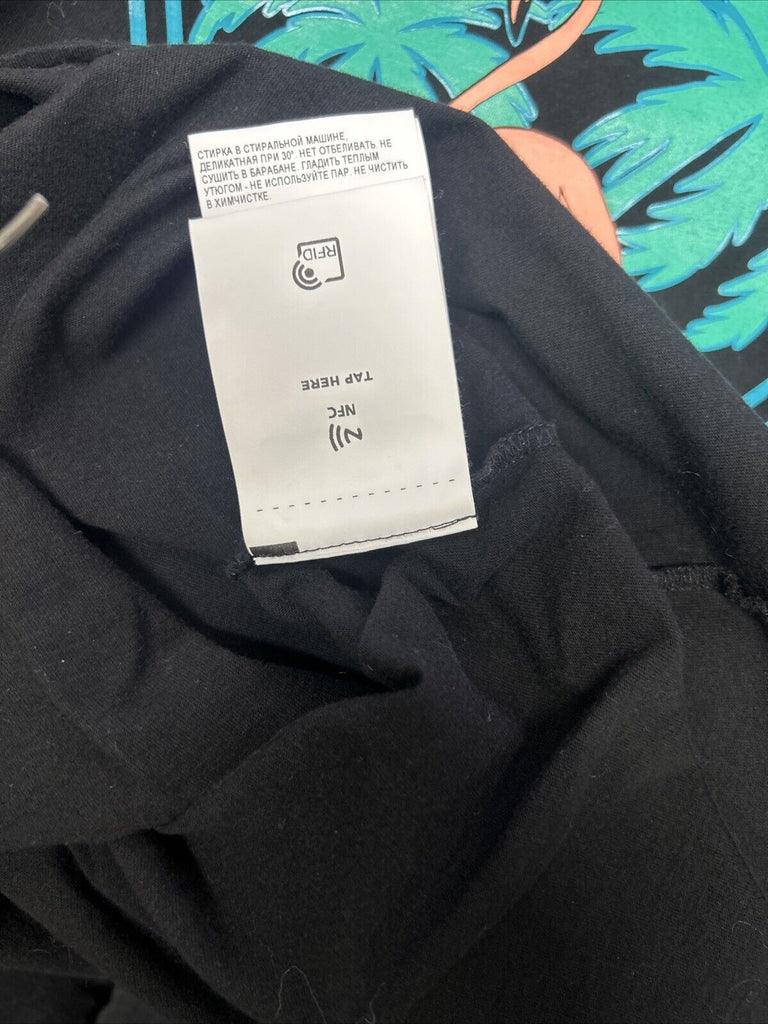 СТИРКА В СТИРАЛЬНОЙ МАШИНЕ,
ДЕЛИКАТНАЯ ПРИ 30°. НЕТ ОТБЕЛИВАТЬ. НЕ
СУШИТЬ В БАРАБАНЕ. ГЛАДИТЬ ТЕПЛЫМ
УТЮГОМ - НЕ ИСПОЛЬЗУЙТЕ ПАР. НЕ ЧИСТИТЬ
В ХИМЧИСТКЕ.
RFID
TAP HERE
NFC